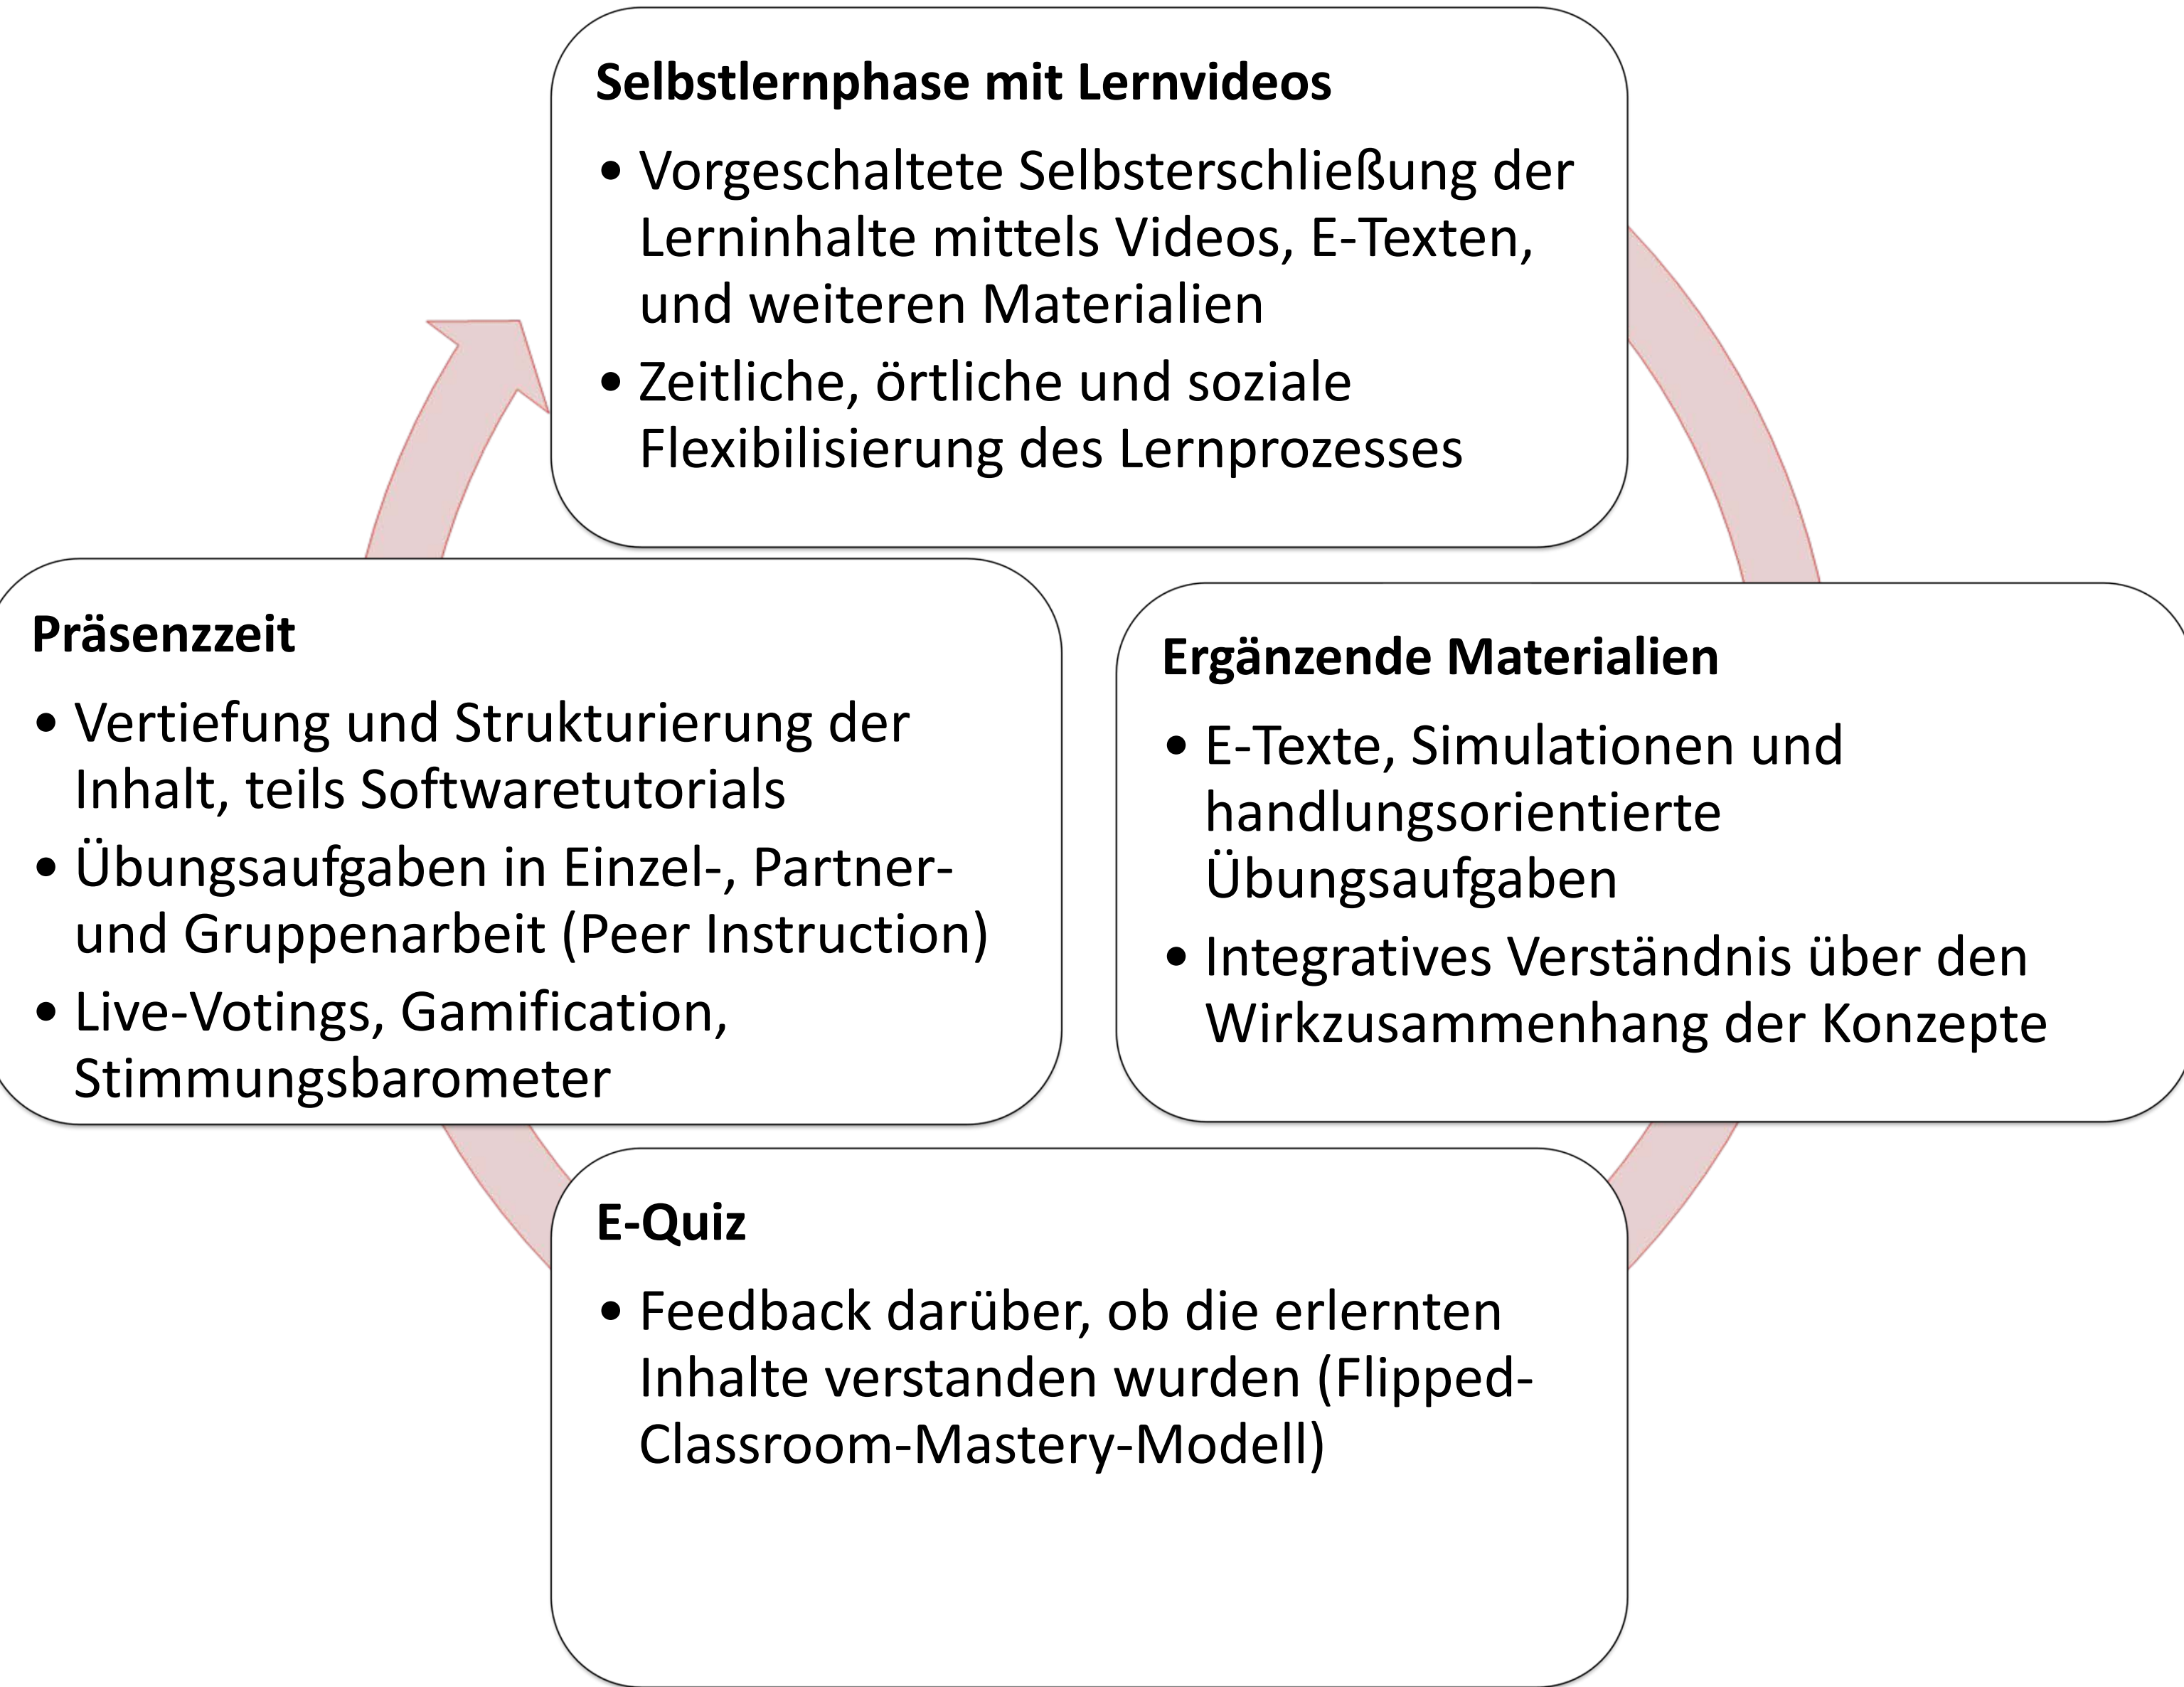 Selbstlernphase mit Lernvideos
• Vorgeschaltete Selbsterschließung der
Lerninhalte mittels Videos, E-Texten,
und weiteren Materialien
• Zeitliche, örtliche und soziale
Flexibilisierung des Lernprozesses
Präsenzzeit
• Vertiefung und Strukturierung der
Inhalt, teils Softwaretutorials
• Übungsaufgaben in Einzel-, Partner-
und Gruppenarbeit (Peer Instruction)
• Live-Votings, Gamification,
Stimmungsbarometer
Ergänzende Materialien
• E-Texte, Simulationen und
handlungsorientierte
Übungsaufgaben
• Integratives Verständnis über den
Wirkzusammenhang der Konzepte
E-Quiz
• Feedback darüber, ob die erlernten
Inhalte verstanden wurden (Flipped-
Classroom-Mastery-Modell)